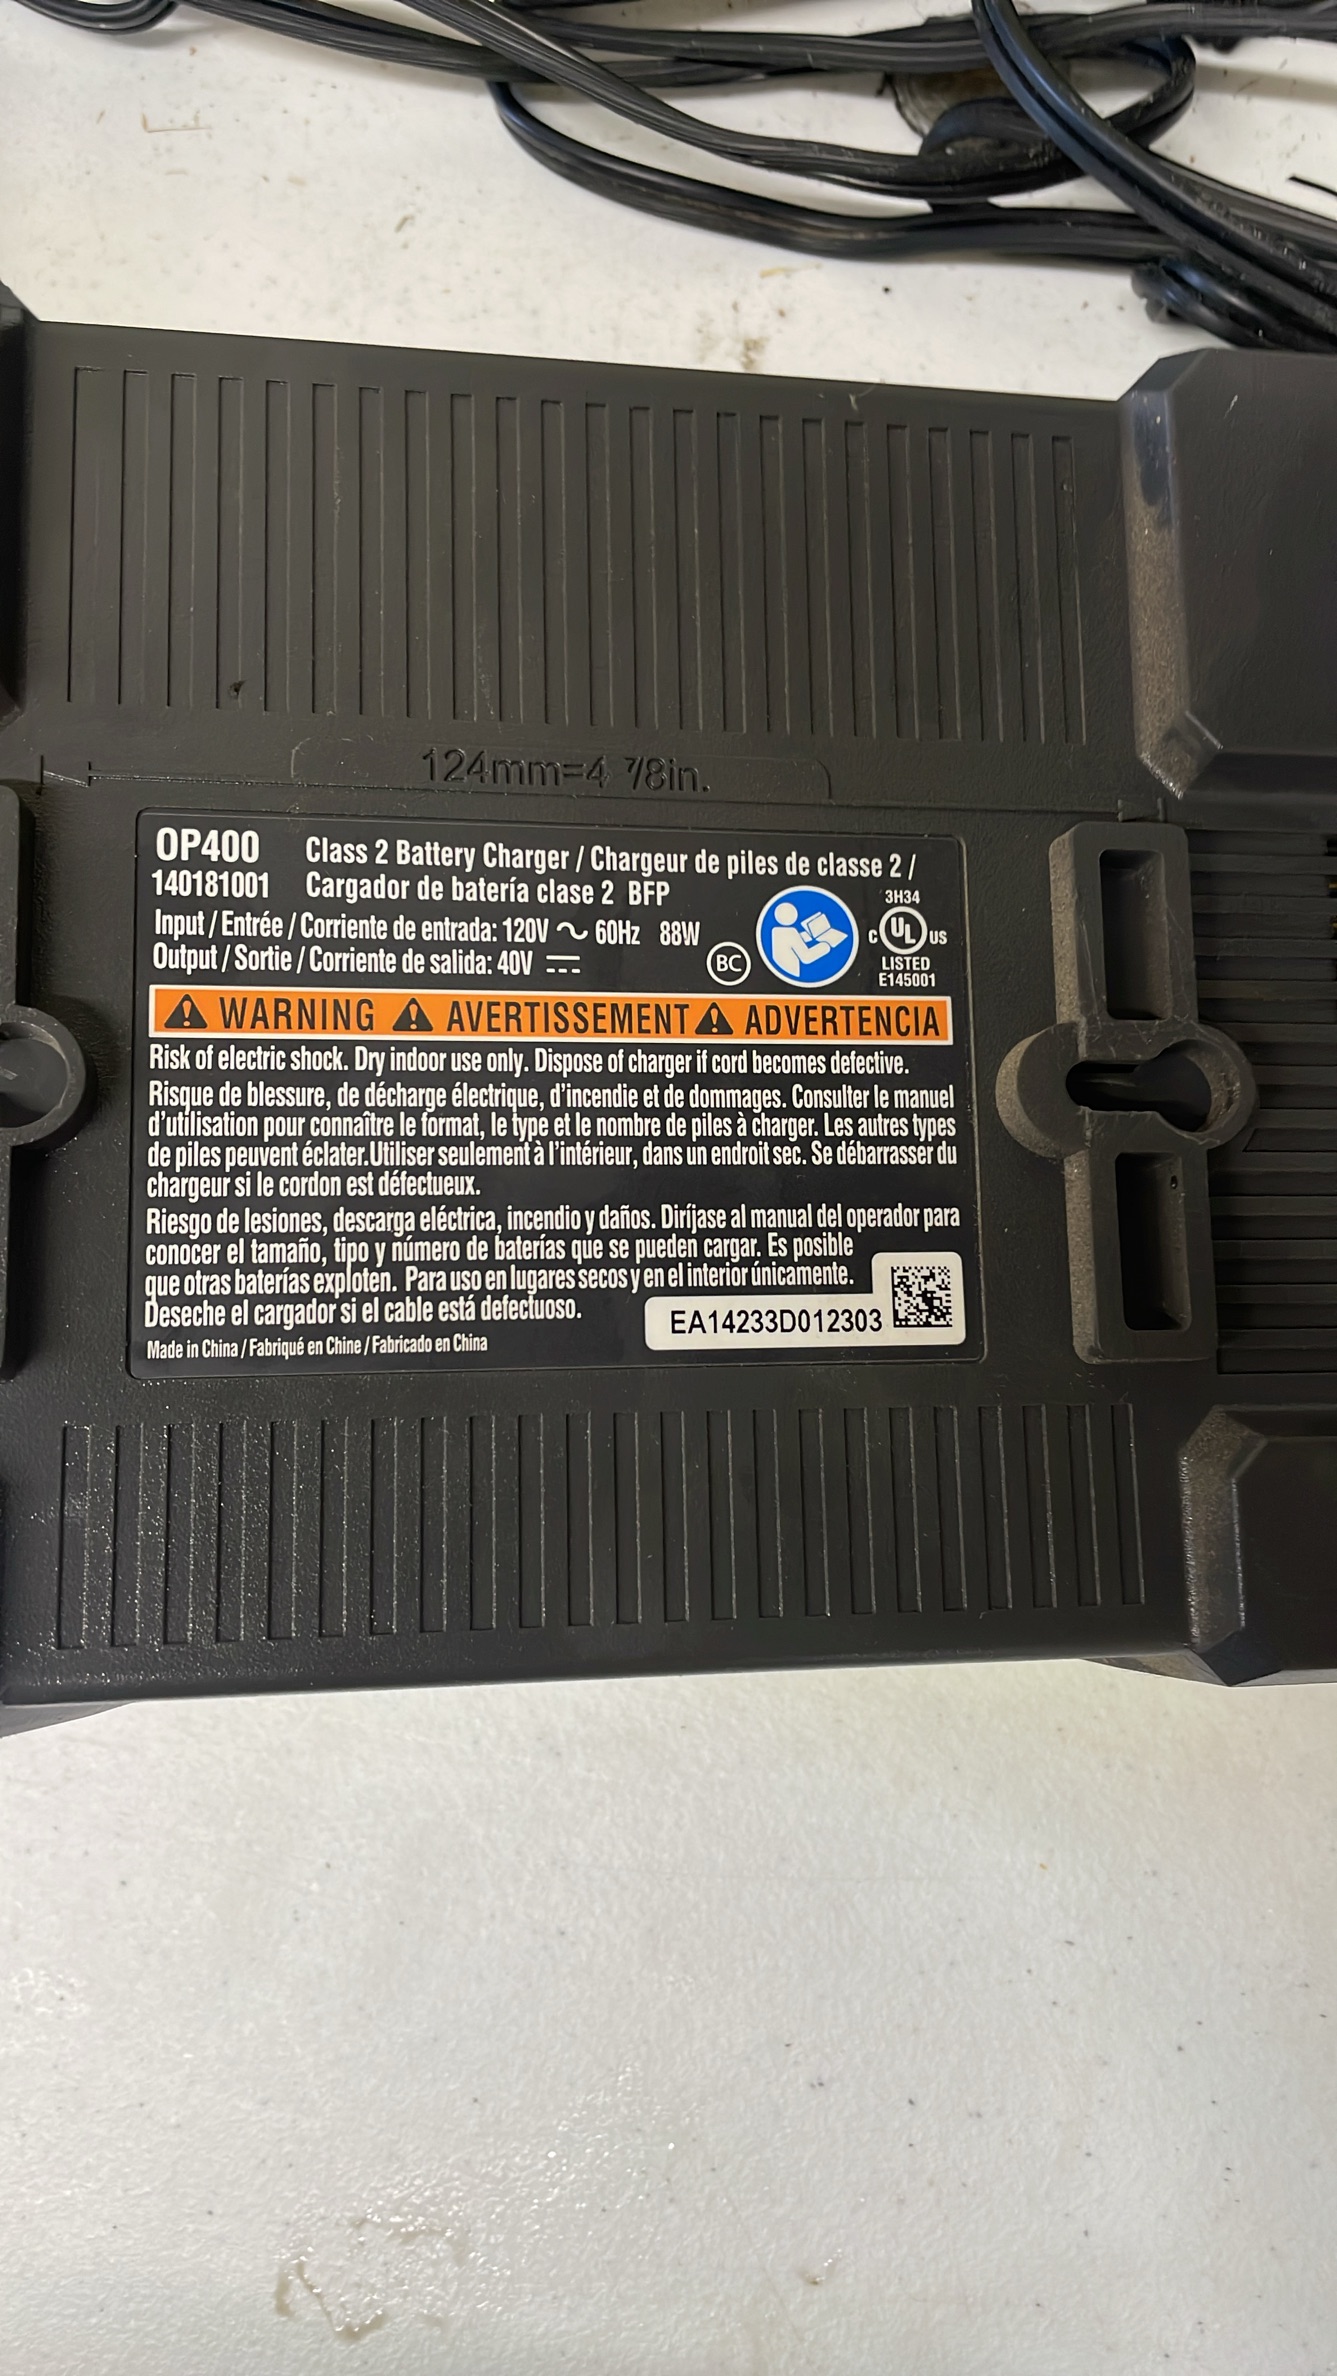 124mm=4 7/8in.
OP400 Class 2 Battery Charger / Chargeur de piles de classe 2 /
140181001 Cargador de batería clase 2 BFP
Input / Entrée / Corriente de entrada: 120V ~ 60Hz 88W
Output / Sortie / Corriente de salida: 40V ⎓
BC
3H34
C UL US
LISTED
E145001
⚠ WARNING ⚠ AVERTISSEMENT ⚠ ADVERTENCIA
Risk of electric shock. Dry indoor use only. Dispose of charger if cord becomes defective.
Risque de blessure, de décharge électrique, d'incendie et de dommages. Consulter le manuel
d'utilisation pour connaître le format, le type et le nombre de piles à charger. Les autres types
de piles peuvent éclater.Utiliser seulement à l'intérieur, dans un endroit sec. Se débarrasser du
chargeur si le cordon est défectueux.
Riesgo de lesiones, descarga eléctrica, incendio y daños. Diríjase al manual del operador para
conocer el tamaño, tipo y número de baterías que se pueden cargar. Es posible
que otras baterías exploten. Para uso en lugares secos y en el interior únicamente.
Deseche el cargador si el cable está defectuoso.
EA14233D012303
Made in China / Fabriqué en Chine / Fabricado en China